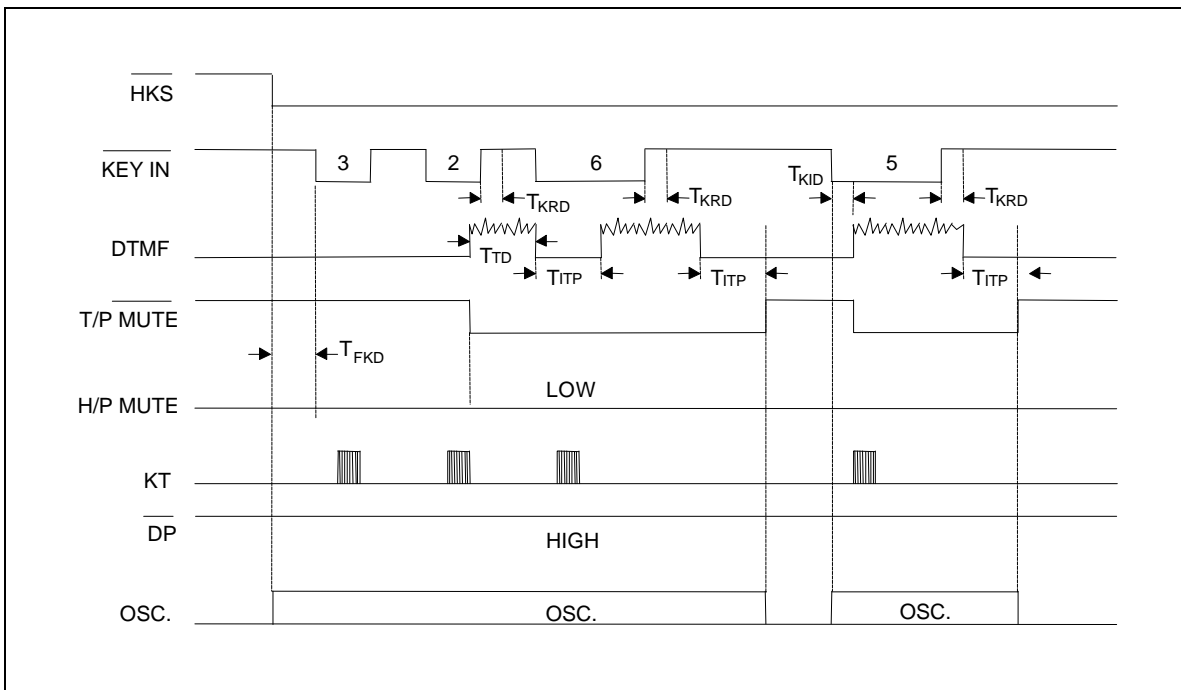 HKS
KEY IN
3
2
6
5
TKID
TKRD
TKRD
TKRD
DTMF
TTD
TITP
TITP
TITP
T/P MUTE
TFKD
LOW
H/P MUTE
KT
DP
HIGH
OSC.
OSC.
OSC.